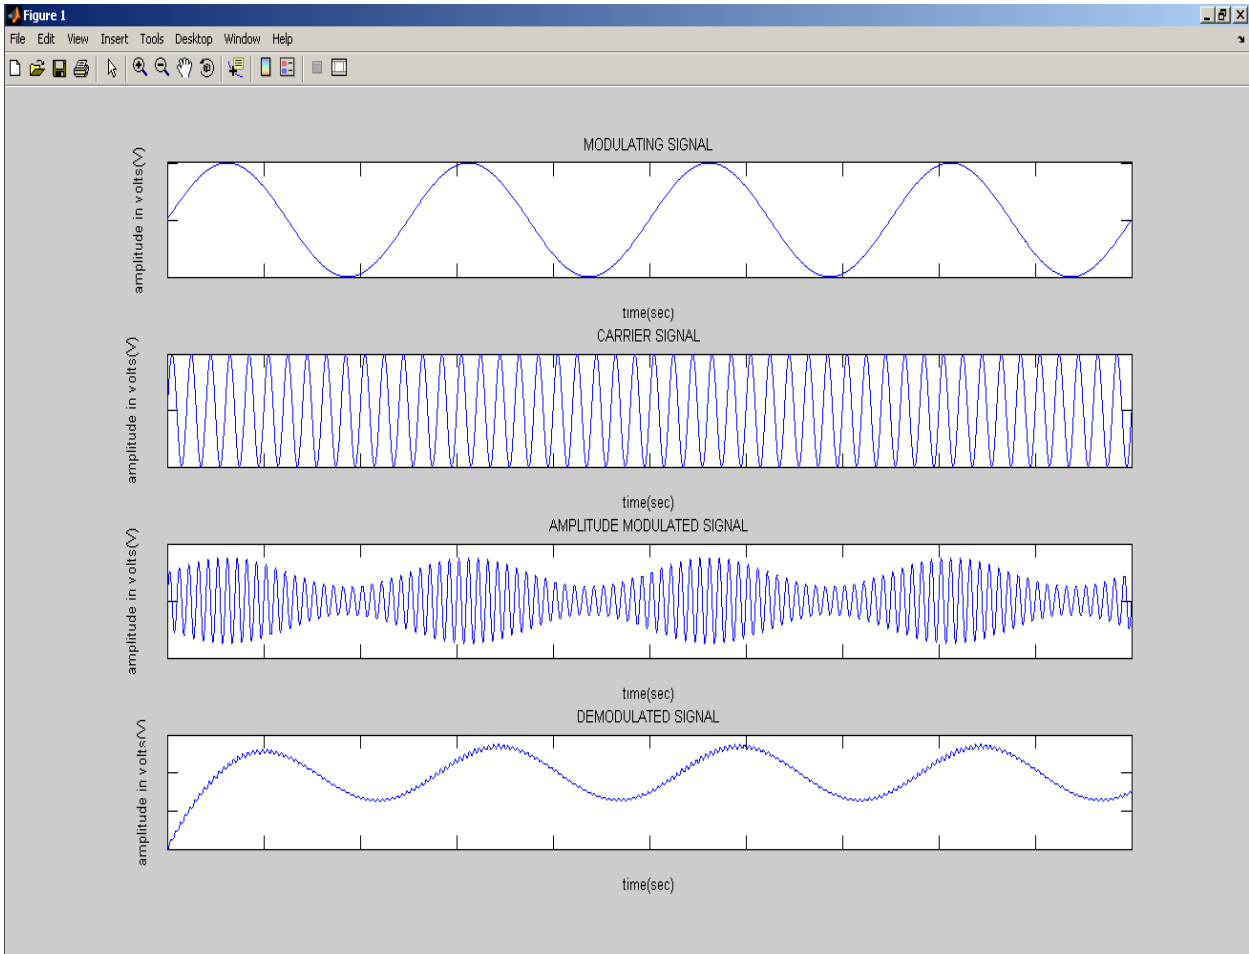 Figure 1
File Edit View Insert Tools Desktop Window Help
MODULATING SIGNAL
amplitude in volts(V)
time(sec)
CARRIER SIGNAL
amplitude in volts(V)
time(sec)
AMPLITUDE MODULATED SIGNAL
amplitude in volts(V)
time(sec)
DEMODULATED SIGNAL
amplitude in volts(V)
time(sec)